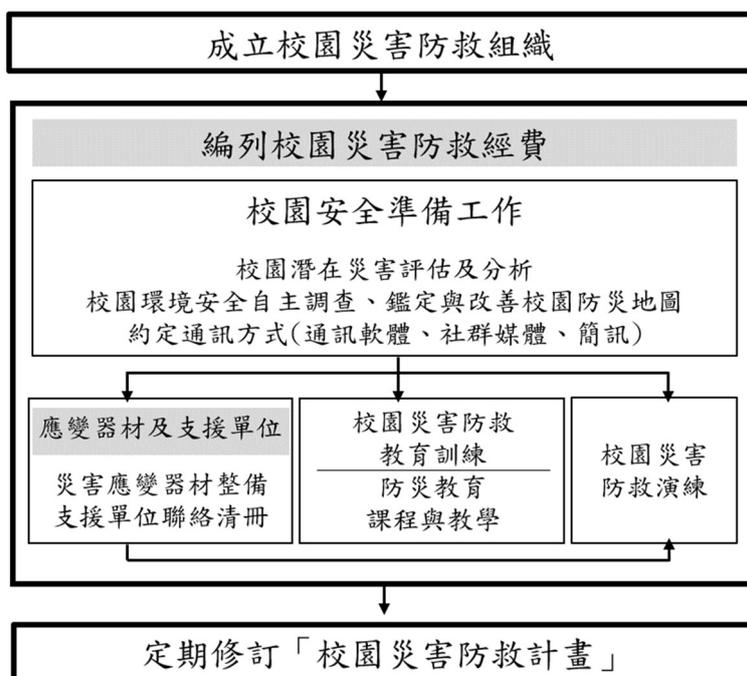 成立校園災害防救組織
編列校園災害防救經費
校園安全準備工作
校園潛在災害評估及分析
校園環境安全自主調查、鑑定與改善校園防災地圖
約定通訊方式(通訊軟體、社群媒體、簡訊)
應變器材及支援單位
災害應變器材整備
支援單位聯絡清冊
校園災害防救
教育訓練
防災教育
課程與教學
校園災害
防救演練
定期修訂「校園災害防救計畫」